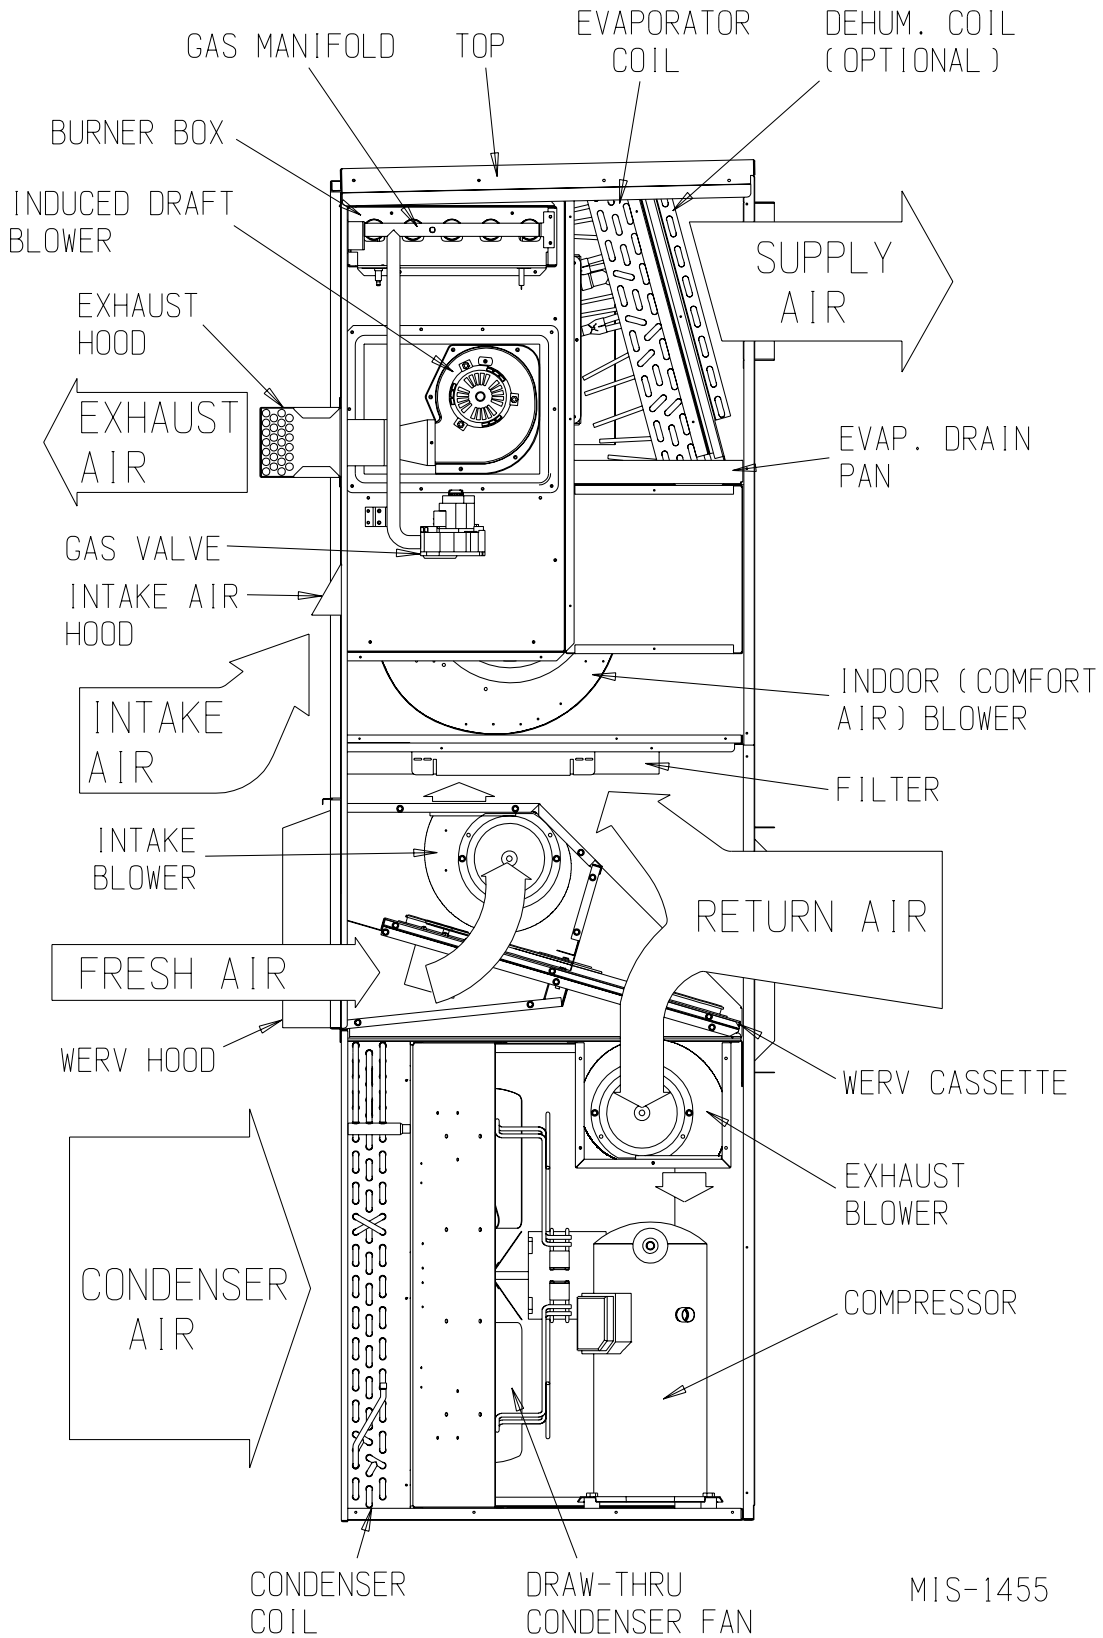 EVAPORATOR
COIL
DEHUM. COIL
(OPTIONAL)
GAS MANIFOLD
TOP
BURNER BOX
INDUCED DRAFT
BLOWER
SUPPLY
AIR
EXHAUST
HOOD
EXHAUST
AIR
EVAP. DRAIN
PAN
GAS VALVE
INTAKE AIR
HOOD
INTAKE
AIR
INDOOR (COMFORT
AIR) BLOWER
FILTER
INTAKE
BLOWER
RETURN AIR
FRESH AIR
WERV HOOD
WERV CASSETTE
EXHAUST
BLOWER
CONDENSER
AIR
COMPRESSOR
CONDENSER
COIL
DRAW-THRU
CONDENSER FAN
MIS-1455